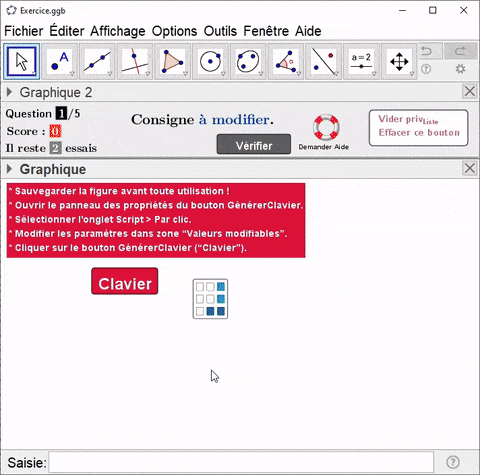 Exercice.ggb
Fichier Éditer Affichage Options Outils Fenêtre Aide
A
a=2
Graphique 2
Question 1/5
Score : 0
Il reste 2 essais
Consigne à modifier.
Vérifier
Demander Aide
Vider privListe
Effacer ce bouton
Graphique
* Sauvegarder la figure avant toute utilisation !
* Ouvrir le panneau des propriétés du bouton GénérerClavier.
* Sélectionner l'onglet Script > Par clic.
* Modifier les paramètres dans zone “Valeurs modifiables”.
* Cliquer sur le bouton GénérerClavier (“Clavier”).
Clavier
Saisie: